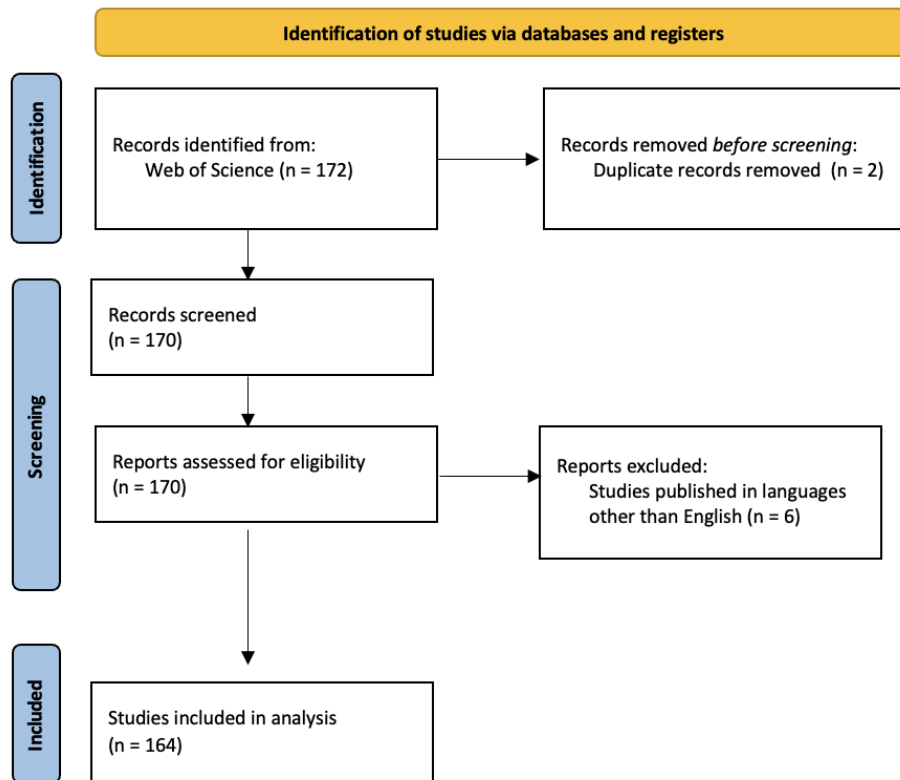 Identification of studies via databases and registers
Identification
Records identified from:
Web of Science (n = 172)
Records removed before screening:
Duplicate records removed (n = 2)
Screening
Records screened
(n = 170)
Reports assessed for eligibility
(n = 170)
Reports excluded:
Studies published in languages
other than English (n = 6)
Included
Studies included in analysis
(n = 164)